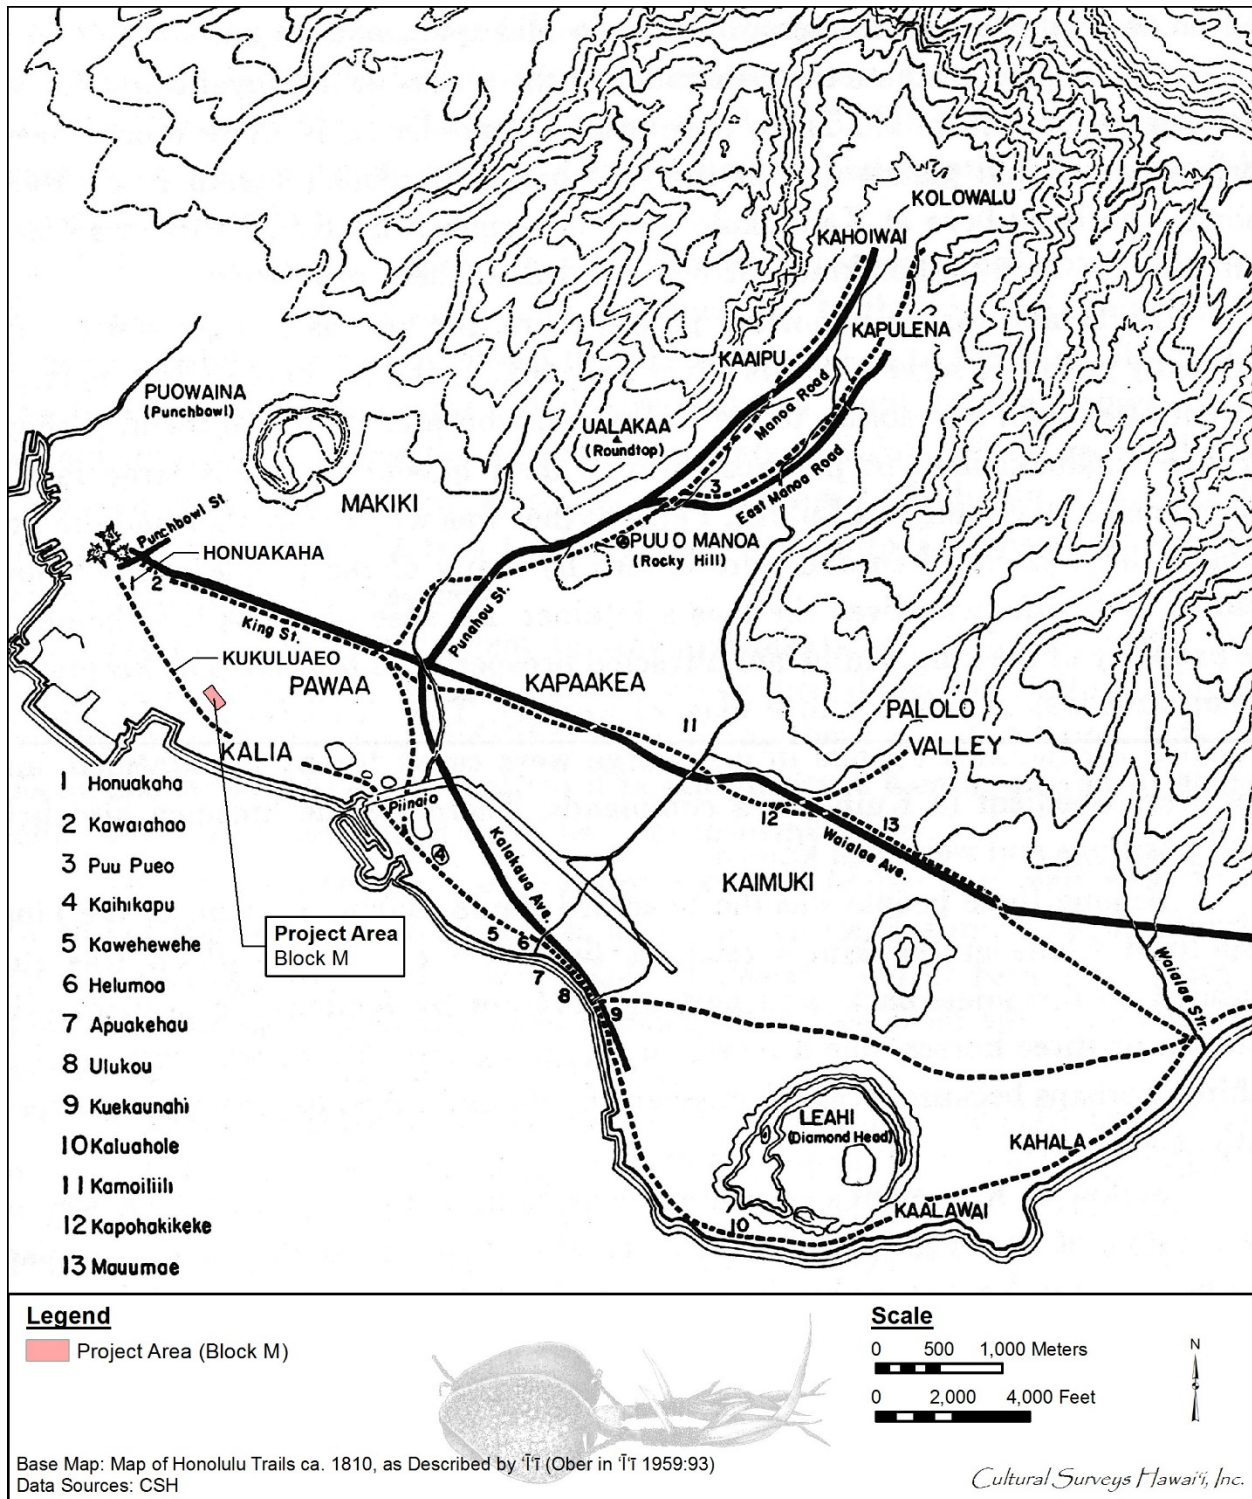 KOLOWALU
KAHOIWAI
KAPULENA
KAAIPU
Manoa Road
PUOWAINA
(Punchbowl)
UALAKAA
(Roundtop)
3
East Manoa Road
MAKIKI
Punchbowl St.
PUU O MANOA
(Rocky Hill)
HONUAKAHA
1 2
Punahou St.
King St.
KUKULUAEO
PAWAA
KAPAAKEA
PALOLO
VALLEY
11
KALIA
Piinaio
12
13
Waialae Ave.
4
Kalakaua Ave.
KAIMUKI
5
6
7
8
9
Waialae Str.
Project Area
Block M
LEAHI
(Diamond Head)
KAHALA
KAALAWAI
10
1 Honuakaha
2 Kawaiahao
3 Puu Pueo
4 Kaihikapu
5 Kawehewehe
6 Helumoa
7 Apuakehau
8 Ulukou
9 Kuekaunahi
10 Kaluahole
11 Kamoiliili
12 Kapohakikeke
13 Mauumae
Legend
Project Area (Block M)
Scale
0 500 1,000 Meters
0 2,000 4,000 Feet
N
Base Map: Map of Honolulu Trails ca. 1810, as Described by ʻĪʻī (Ober in ʻĪʻī 1959:93)
Data Sources: CSH
Cultural Surveys Hawaiʻi, Inc.